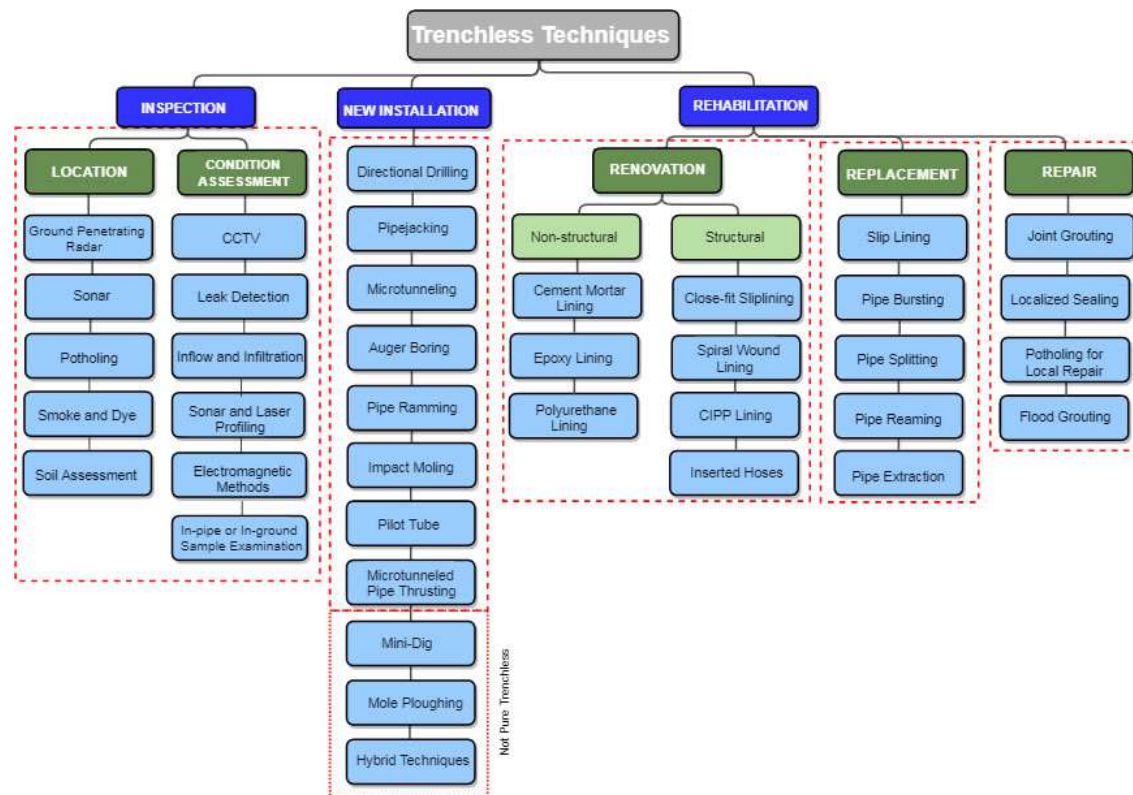 Trenchless Techniques
INSPECTION
NEW INSTALLATION
REHABILITATION
LOCATION
CONDITION
ASSESSMENT
Ground Penetrating
Radar
Sonar
Potholing
Smoke and Dye
Soil Assessment
CCTV
Leak Detection
Inflow and Infiltration
Sonar and Laser
Profiling
Electromagnetic
Methods
In-pipe or In-ground
Sample Examination
Directional Drilling
Pipejacking
Microtunneling
Auger Boring
Pipe Ramming
Impact Moling
Pilot Tube
Microtunneled
Pipe Thrusting
Mini-Dig
Mole Ploughing
Hybrid Techniques
Not Pure Trenchless
RENOVATION
Non-structural
Cement Mortar
Lining
Epoxy Lining
Polyurethane
Lining
Structural
Close-fit Sliplining
Spiral Wound
Lining
CIPP Lining
Inserted Hoses
REPLACEMENT
Slip Lining
Pipe Bursting
Pipe Splitting
Pipe Reaming
Pipe Extraction
REPAIR
Joint Grouting
Localized Sealing
Potholing for
Local Repair
Flood Grouting